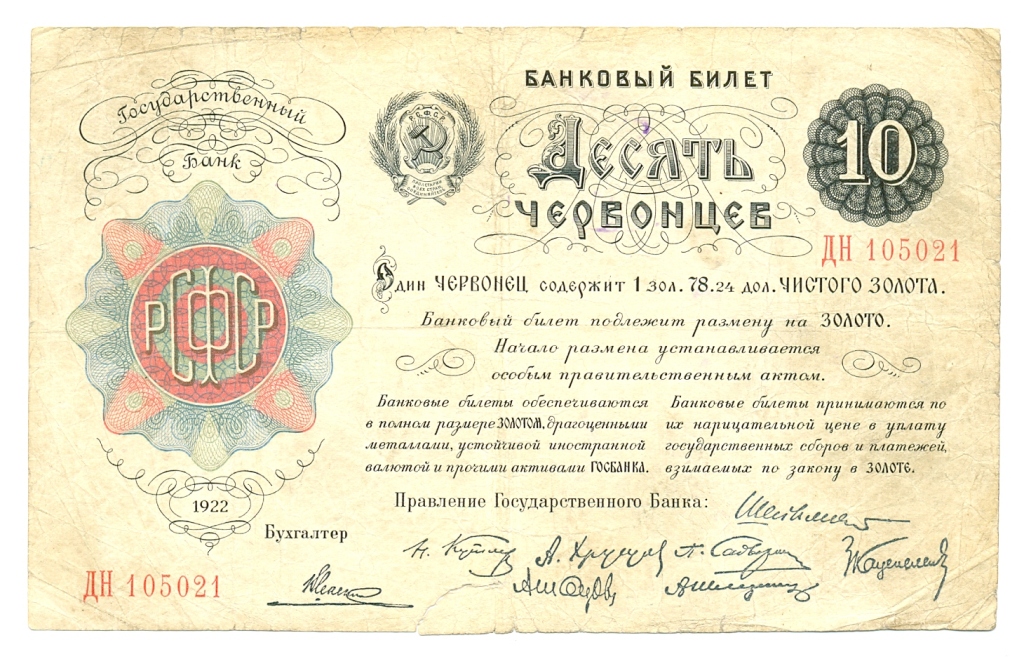 Государственный
Банк
РСФСР
1922
БАНКОВЫЙ БИЛЕТ
ДЕСЯТЬ
ЧЕРВОНЦЕВ
10
ДН 105021
Один ЧЕРВОНЕЦ содержит 1 зол. 78.24 дол. ЧИСТОГО ЗОЛОТА.
Банковый билет подлежит размену на ЗОЛОТО.
Начало размена устанавливается
особым правительственным актом.
Банковые билеты обеспечиваются
в полном размере ЗОЛОТОМ, драгоценными
металлами, устойчивой иностранной
валютой и прочими активами ГОСБАНКА.
Банковые билеты принимаются по
их нарицательной цене в уплату
государственных сборов и платежей,
взимаемых по закону в ЗОЛОТЕ.
Правление Государственного Банка:
Бухгалтер
ДН 105021